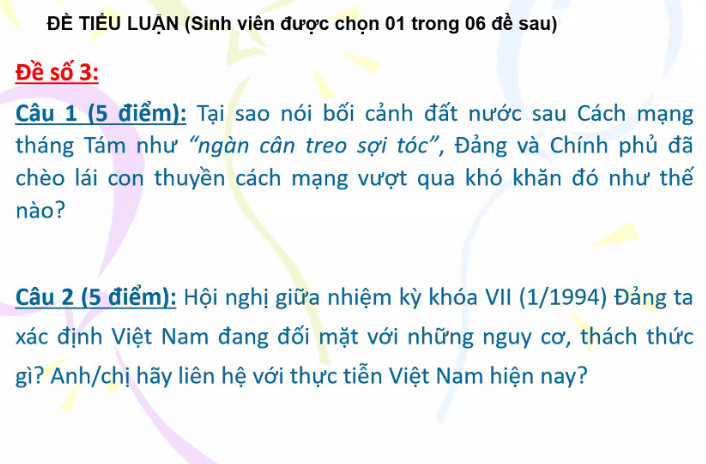 ĐỀ TIỂU LUẬN (Sinh viên được chọn 01 trong 06 đề sau)
Đề số 3:
Câu 1 (5 điểm): Tại sao nói bối cảnh đất nước sau Cách mạng
tháng Tám như “ngàn cân treo sợi tóc”, Đảng và Chính phủ đã
chèo lái con thuyền cách mạng vượt qua khó khăn đó như thế
nào?
Câu 2 (5 điểm): Hội nghị giữa nhiệm kỳ khóa VII (1/1994) Đảng ta
xác định Việt Nam đang đối mặt với những nguy cơ, thách thức
gì? Anh/chị hãy liên hệ với thực tiễn Việt Nam hiện nay?